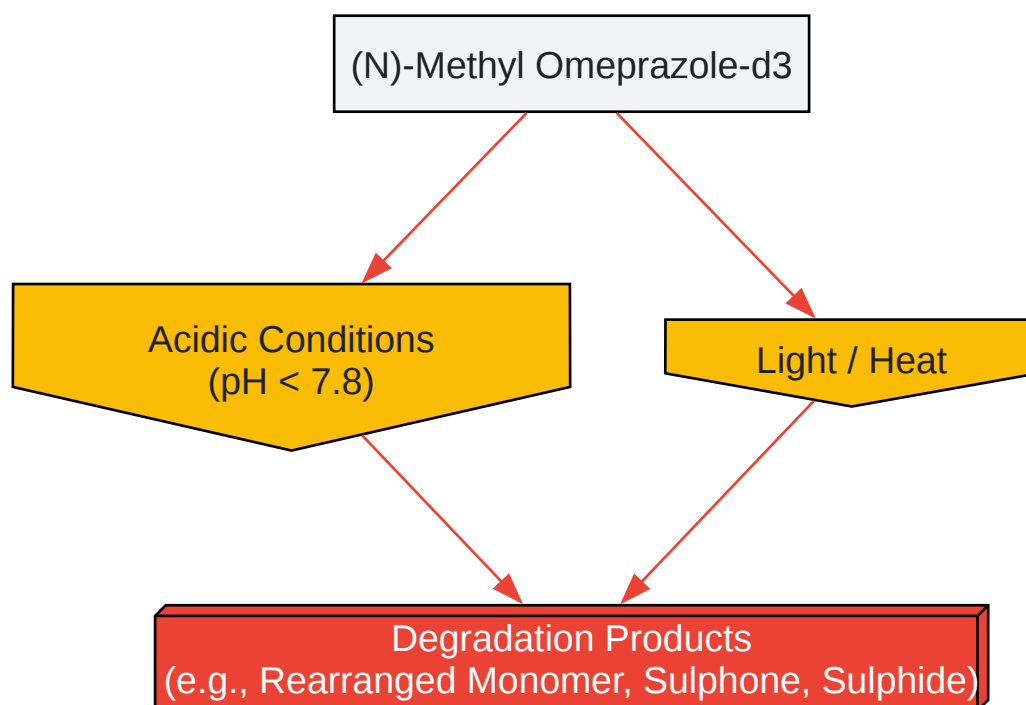 (N)-Methyl Omeprazole-d3
Acidic Conditions
(pH < 7.8)
Light / Heat
Degradation Products
(e.g., Rearranged Monomer, Sulphone, Sulphide)